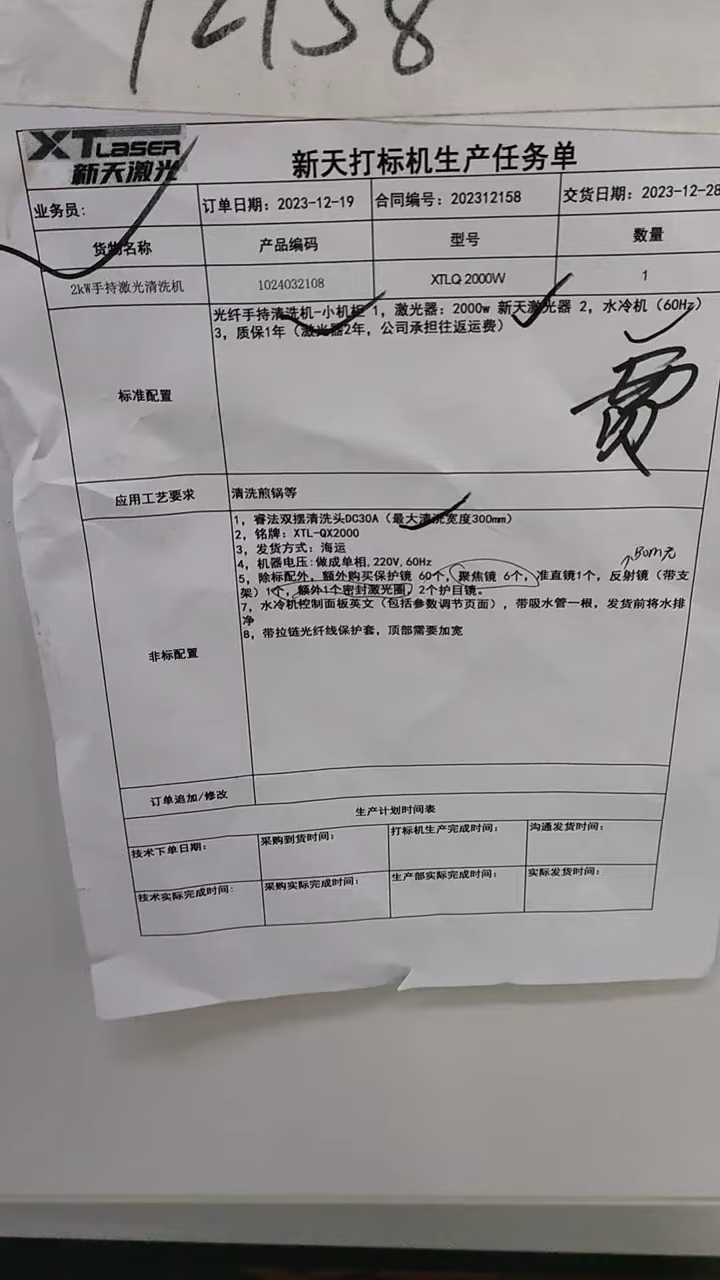 12158
XTLASER
新天激光
新天打标机生产任务单
业务员: 订单日期: 2023-12-19 合同编号: 202312158 交货日期: 2023-12-28
货物名称 产品编码 型号 数量
2kW手持激光清洗机 1024032108 XTLQ 2000W 1
标准配置
光纤手持清洗机-小机柜 1, 激光器: 2000w 新天激光器 2, 水冷机 (60Hz)
3, 质保1年 (激光器2年, 公司承担往返运费)
贾
应用工艺要求 清洗煎锅等
非标配置
1, 睿法双摆清洗头DC30A (最大清洗宽度300mm)
2, 铭牌: XTL-QX2000
3, 发货方式: 海运
4, 机器电压:做成单相,220V,60Hz
5, 除标配外, 额外购买保护镜 60个, 聚焦镜 6个, 准直镜1个, 反射镜 (带支
架) 1个, 额外1个密封激光圈, 2个护目镜。
7, 水冷机控制面板英文 (包括参数调节页面) , 带吸水管一根, 发货前将水排
净
8, 带拉链光纤线保护套, 顶部需要加宽
订单追加/修改
生产计划时间表
技术下单日期: 采购到货时间: 打标机生产完成时间: 沟通发货时间:
技术实际完成时间: 采购实际完成时间: 生产部实际完成时间: 实际发货时间: